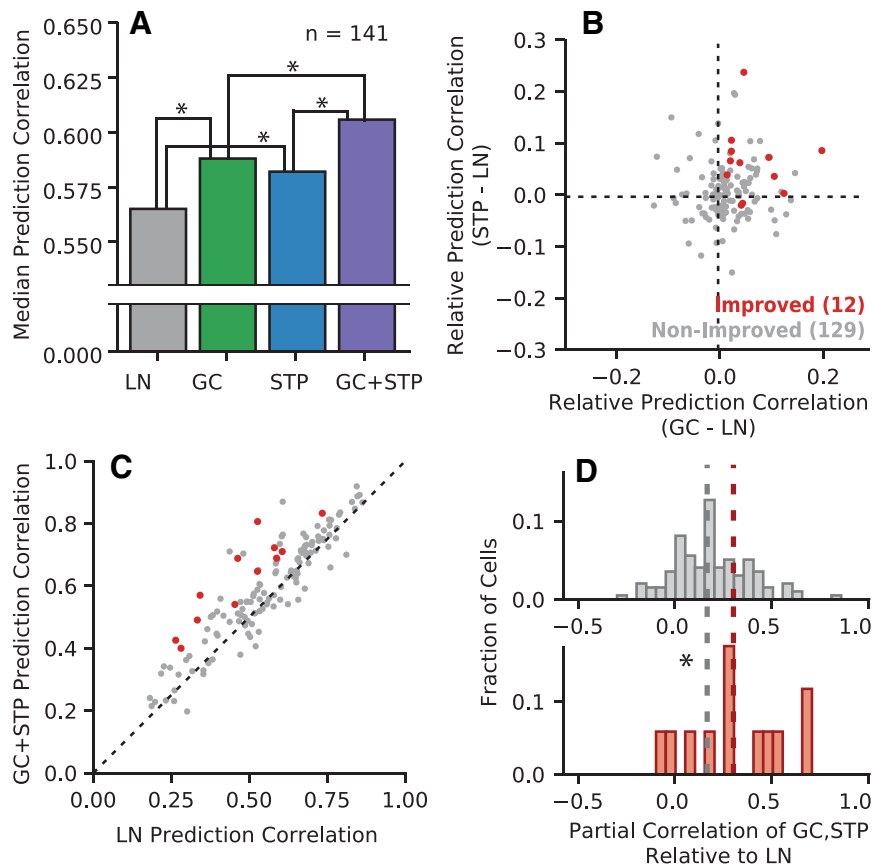 A
n = 141
Median Prediction Correlation
0.650
0.625
0.600
0.575
0.550
0.000
*
*
*
*
LN
GC
STP
GC+STP
B
Relative Prediction Correlation
(STP - LN)
0.3
0.2
0.1
0.0
−0.1
−0.2
−0.3
Improved (12)
Non-Improved (129)
−0.2
0.0
0.2
Relative Prediction Correlation
(GC - LN)
C
GC+STP Prediction Correlation
1.0
0.8
0.6
0.4
0.2
0.0
0.00
0.25
0.50
0.75
1.00
LN Prediction Correlation
D
Fraction of Cells
0.1
0.0
−0.5
0.0
0.5
1.0
*
0.1
0.0
−0.5
0.0
0.5
1.0
Partial Correlation of GC,STP
Relative to LN